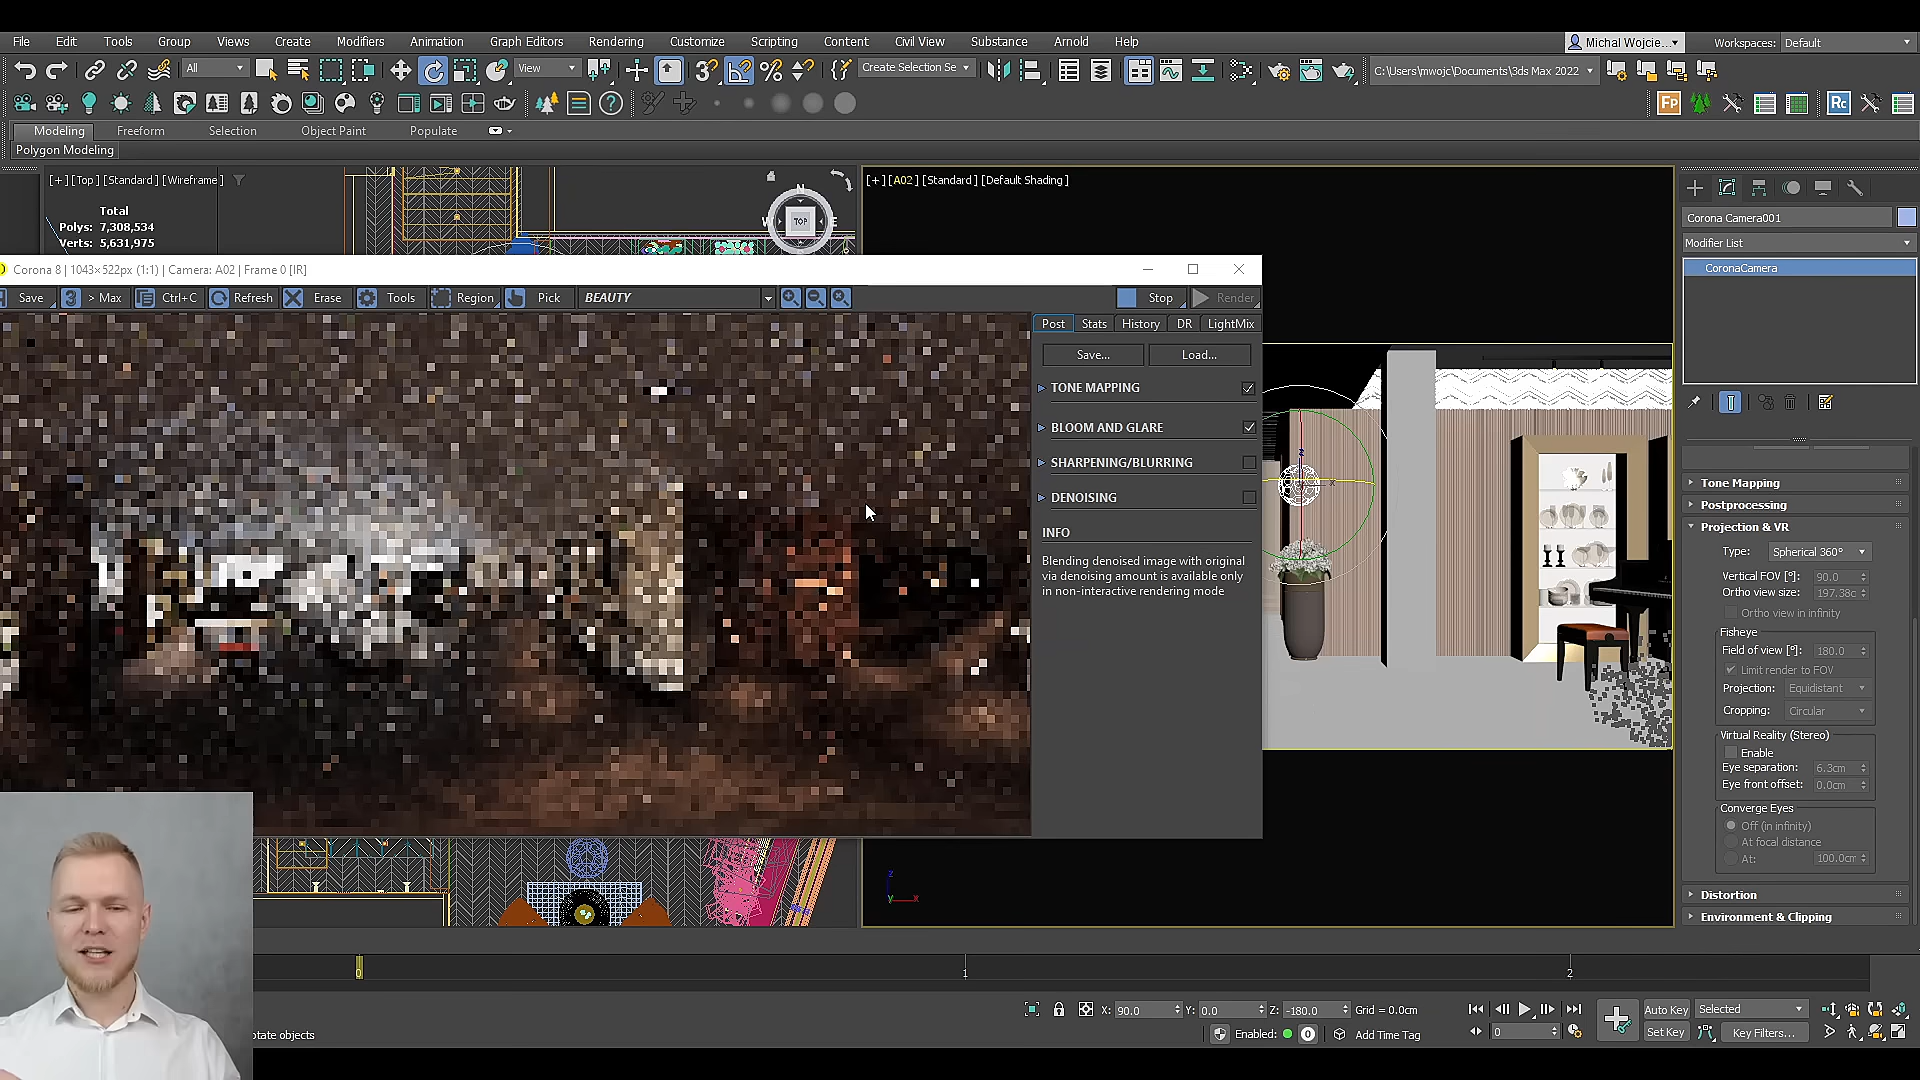 File Edit Tools Group Views Create Modifiers Animation Graph Editors Rendering Customize Scripting Content Civil View Substance Arnold Help
Michal Wojcie... Workspaces: Default
All View Create Selection Se C:\Users\mwojc\Documents\3ds Max 2022
Fp Rc
Modeling Freeform Selection Object Paint Populate
Polygon Modeling
[+] [Top] [Standard] [Wireframe]
Total
Polys: 7,308,534
Verts: 5,631,975
N
W TOP E
[+] [A02] [Standard] [Default Shading]
Corona Camera001
Modifier List
CoronaCamera
Corona 8 | 1043×522px (1:1) | Camera: A02 | Frame 0 [IR]
Save 3 > Max Ctrl+C Refresh Erase Tools Region Pick BEAUTY Stop Render
Post Stats History DR LightMix
Save... Load...
TONE MAPPING
BLOOM AND GLARE
SHARPENING/BLURRING
DENOISING
INFO
Blending denoised image with original
via denoising amount is available only
in non-interactive rendering mode
Tone Mapping
Postprocessing
Projection & VR
Type: Spherical 360°
Vertical FOV [°]: 90.0
Ortho view size: 197.38c
Ortho view in infinity
Fisheye
Field of view [°]: 180.0
Limit render to FOV
Projection: Equidistant
Cropping: Circular
Virtual Reality (Stereo)
Enable
Eye separation: 6.3cm
Eye front offset: 0.0cm
Converge Eyes
Off (in infinity)
At focal distance
At: 100.0cm
Distortion
Environment & Clipping
z
y x
0 1 2
X: 90.0 Y: 0.0 Z: -180.0 Grid = 0.0cm
Auto Key Selected
otate objects
Enabled: 0 Add Time Tag
0
Set Key Key Filters...